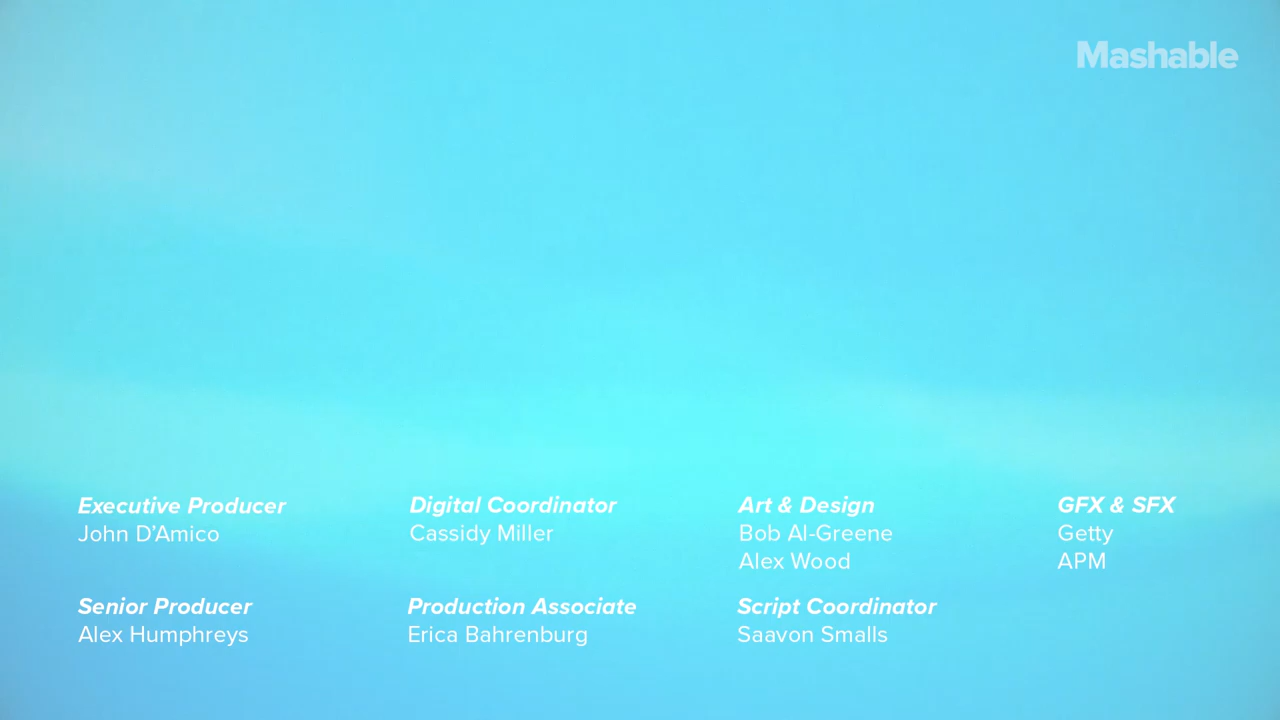 Mashable
Executive Producer
John D’Amico
Digital Coordinator
Cassidy Miller
Art & Design
Bob Al-Greene
Alex Wood
GFX & SFX
Getty
APM
Senior Producer
Alex Humphreys
Production Associate
Erica Bahrenburg
Script Coordinator
Saavon Smalls